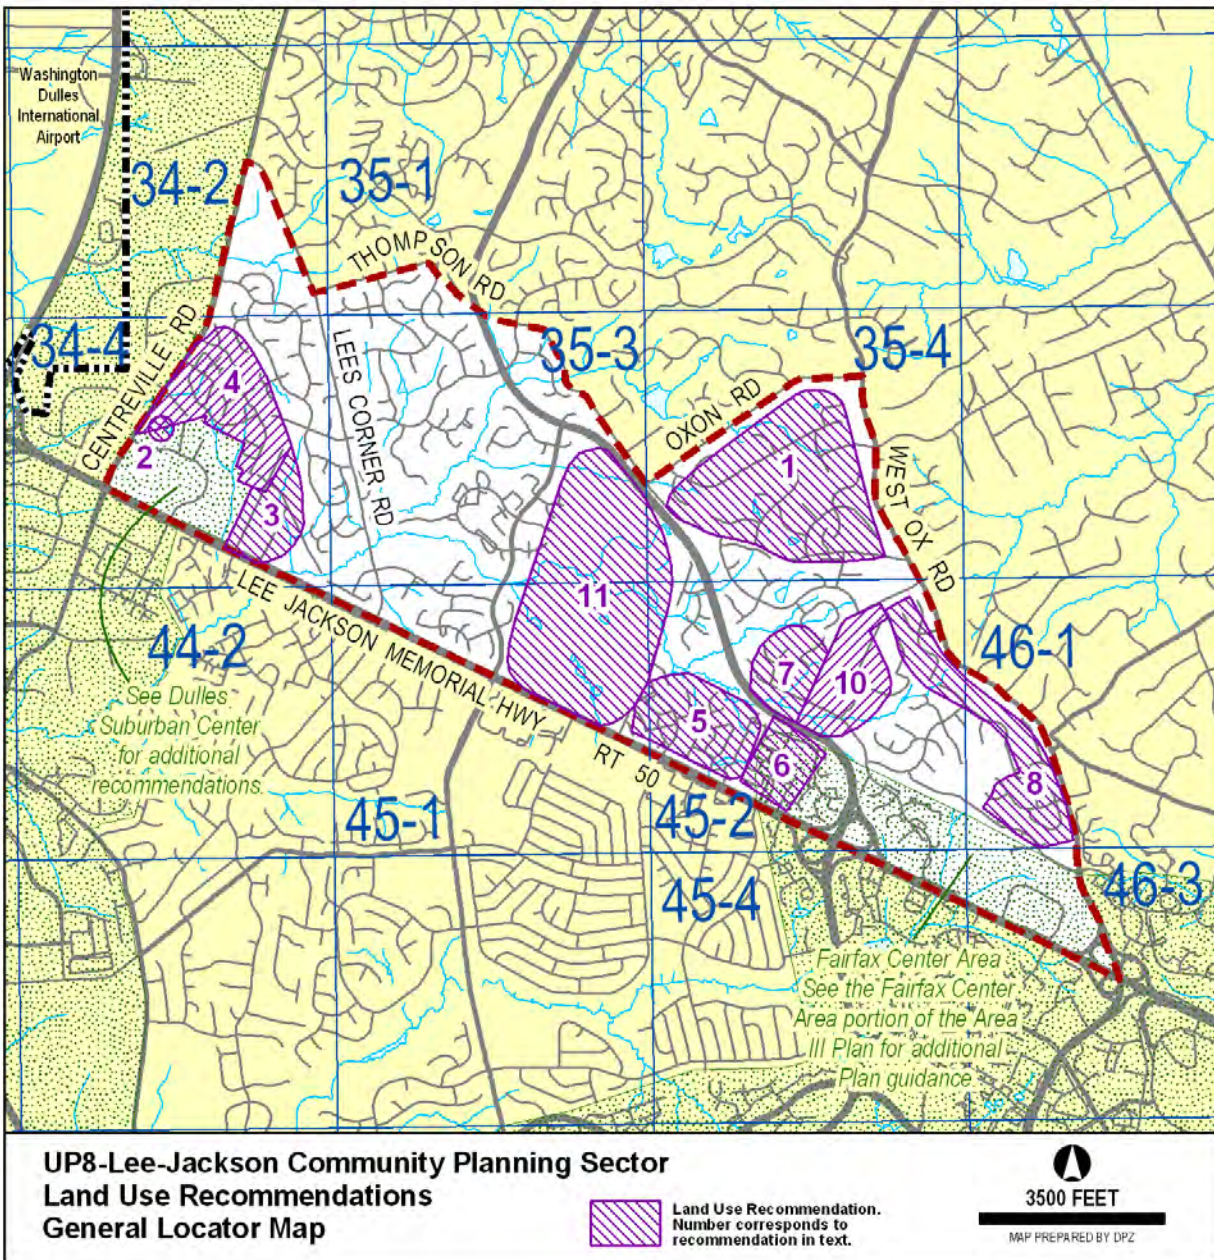 Washington
Dulles
International
Airport
34-2
35-1
THOMPSON RD
34-4
CENTREVILLE RD
LEES CORNER RD
35-3
35-4
OXON RD
WEST OX RD
4
2
3
1
11
44-2
LEE JACKSON MEMORIAL HWY
RT 50
46-1
7
10
5
6
8
See Dulles
Suburban Center
for additional
recommendations.
45-1
45-2
45-4
46-3
Fairfax Center Area
See the Fairfax Center
Area portion of the Area
III Plan for additional
Plan guidance
UP8-Lee-Jackson Community Planning Sector
Land Use Recommendations
General Locator Map
Land Use Recommendation.
Number corresponds to
recommendation in text.
3500 FEET
MAP PREPARED BY DPZ